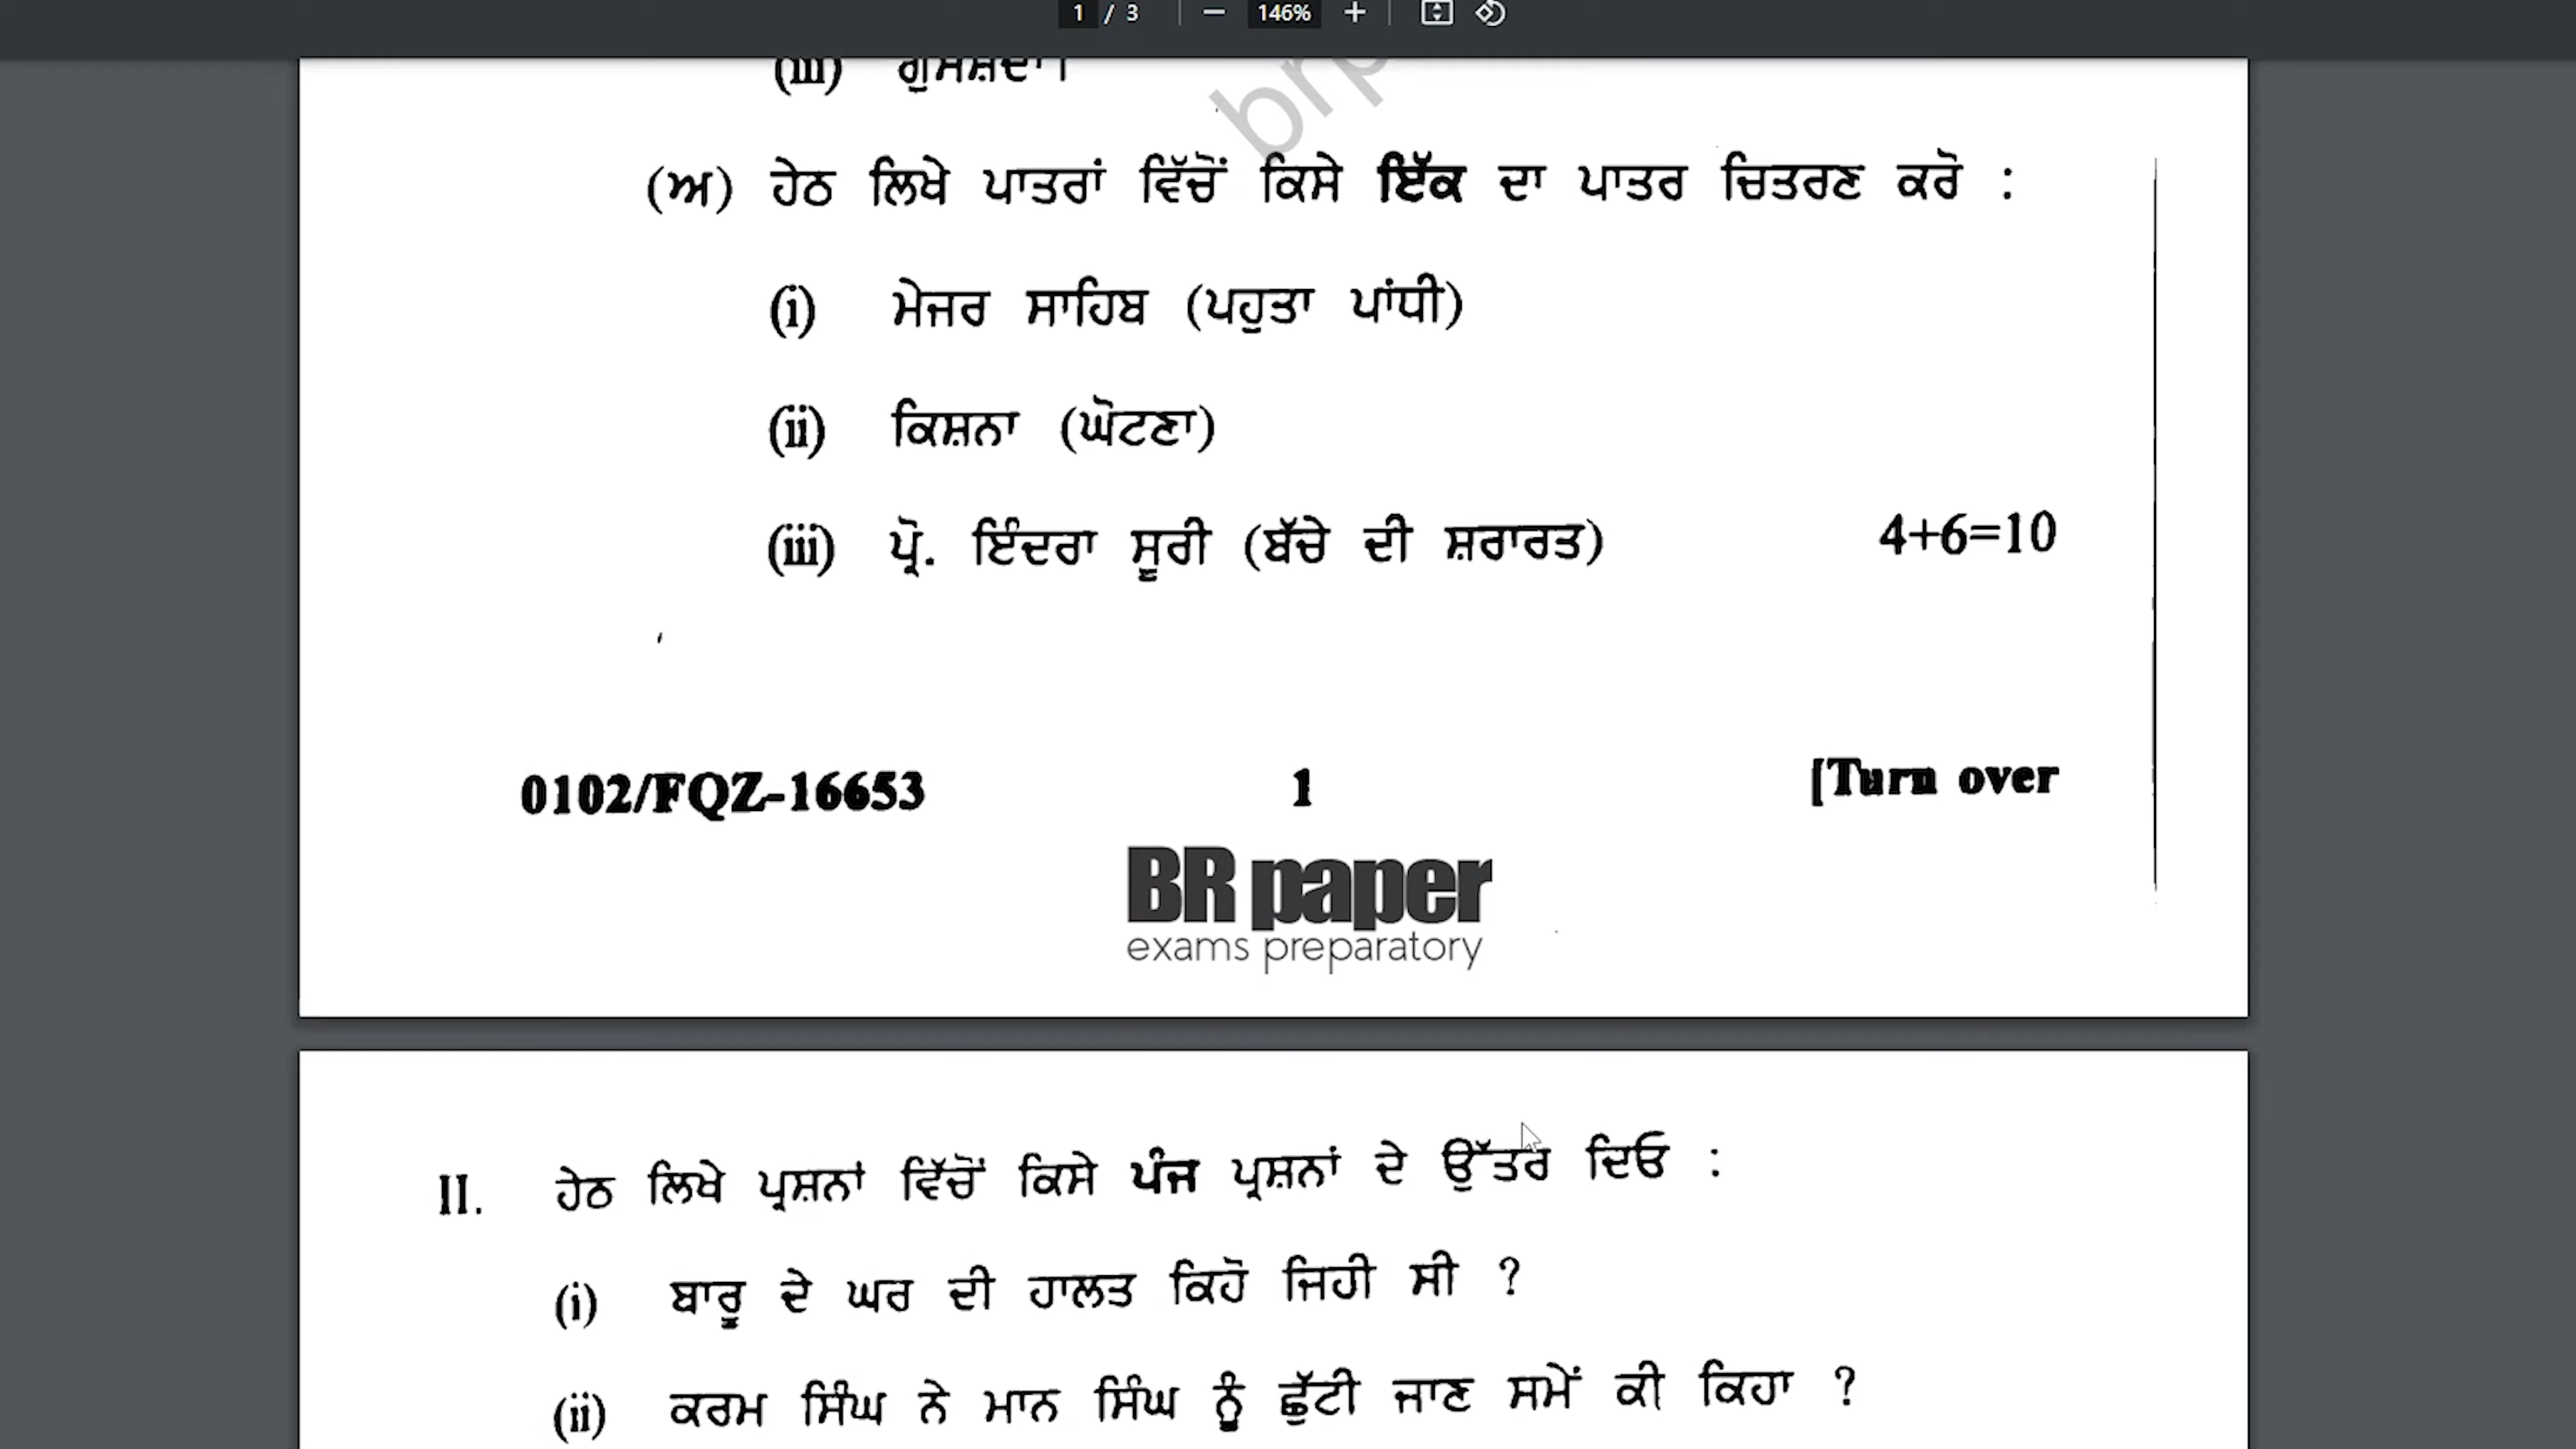 1 / 3 146%
(iii)
(ਅ) ਹੇਠ ਲਿਖੇ ਪਾਤਰਾਂ ਵਿੱਚੋਂ ਕਿਸੇ ਇੱਕ ਦਾ ਪਾਤਰ ਚਿਤਰਣ ਕਰੋ :
(i) ਮੇਜਰ ਸਾਹਿਬ (ਪਹੁਤਾ ਪਾਂਧੀ)
(ii) ਕਿਸ਼ਨਾ (ਘੋਟਣਾ)
(iii) ਪ੍ਰੋ. ਇੰਦਰਾ ਸੂਰੀ (ਬੱਚੇ ਦੀ ਸ਼ਰਾਰਤ) 4+6=10
0102/FQZ-16653 1 [Turn over
BR paper
exams preparatory
II. ਹੇਠ ਲਿਖੇ ਪ੍ਰਸ਼ਨਾਂ ਵਿੱਚੋਂ ਕਿਸੇ ਪੰਜ ਪ੍ਰਸ਼ਨਾਂ ਦੇ ਉੱਤਰ ਦਿਓ :
(i) ਬਾਰੂ ਦੇ ਘਰ ਦੀ ਹਾਲਤ ਕਿਹੋ ਜਿਹੀ ਸੀ ?
(ii) ਕਰਮ ਸਿੰਘ ਨੇ ਮਾਨ ਸਿੰਘ ਨੂੰ ਛੁੱਟੀ ਜਾਣ ਸਮੇਂ ਕੀ ਕਿਹਾ ?